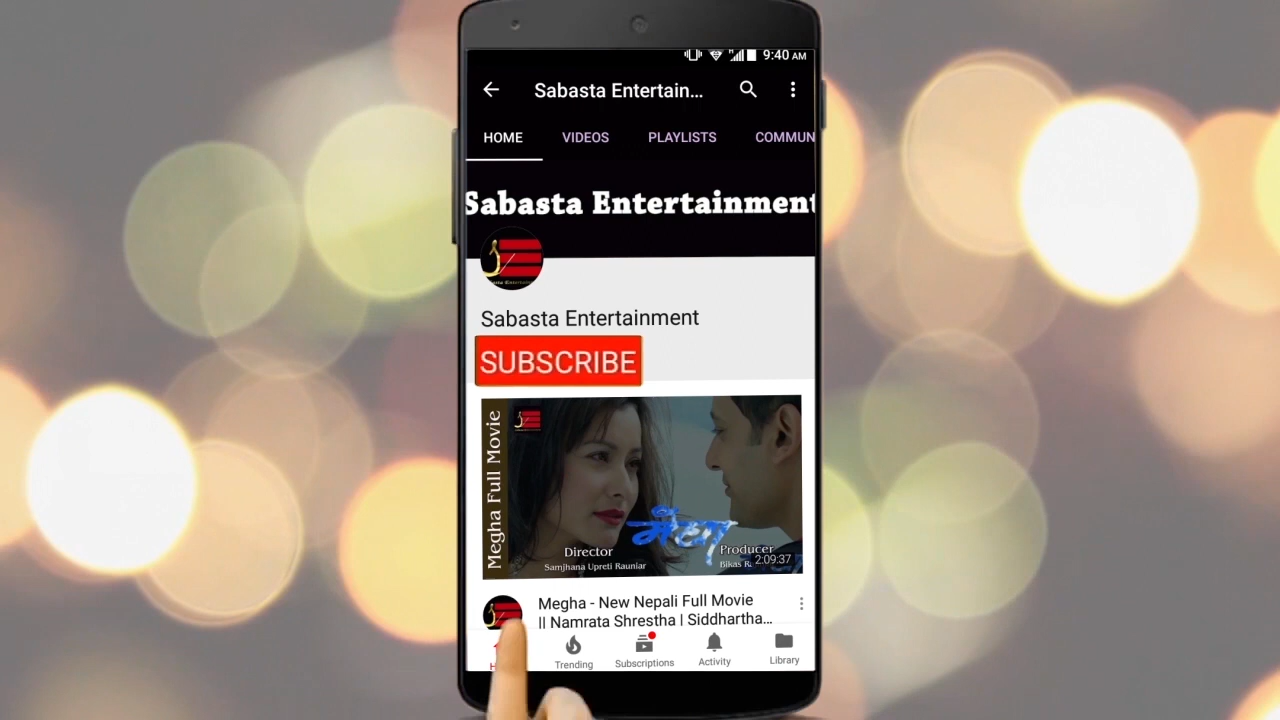 9:40 AM
Sabasta Entertain...
HOME VIDEOS PLAYLISTS COMMUN
Sabasta Entertainment
Sabasta Entertainment
SUBSCRIBE
Megha Full Movie
मेघा
Director
Samjhana Upreti Rauniar
Producer
Bikas R
2:09:37
Megha - New Nepali Full Movie
|| Namrata Shrestha | Siddhartha...
H
Trending
Subscriptions
Activity
Library